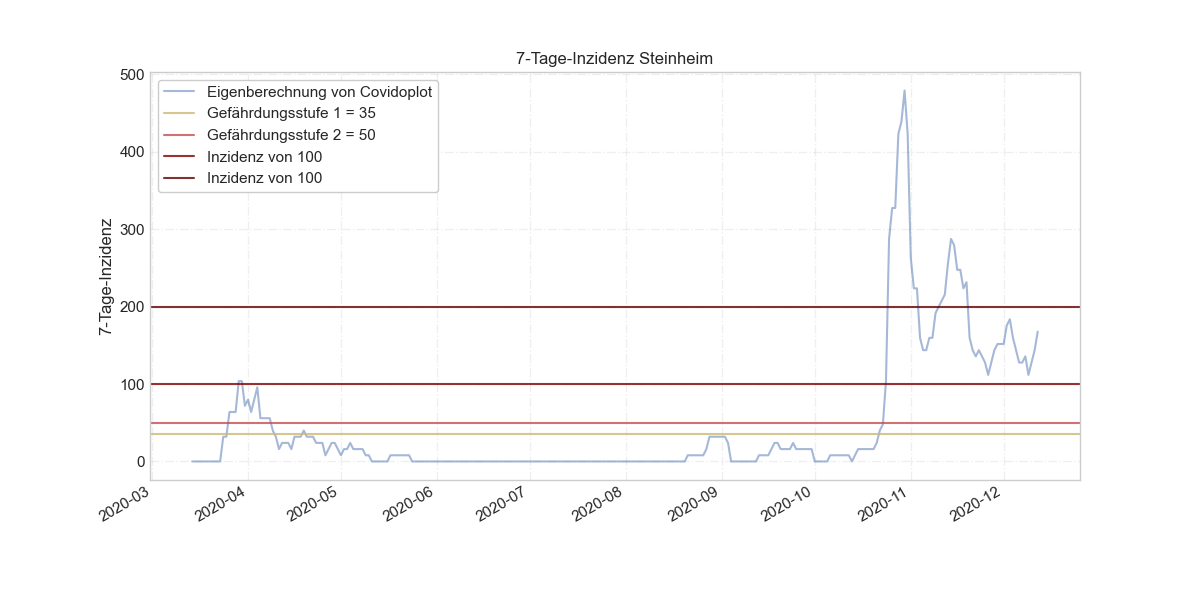 7-Tage-Inzidenz Steinheim
Eigenberechnung von Covidoplot
Gefährdungsstufe 1 = 35
Gefährdungsstufe 2 = 50
Inzidenz von 100
Inzidenz von 100
7-Tage-Inzidenz
500
400
300
200
100
0
2020-03
2020-04
2020-05
2020-06
2020-07
2020-08
2020-09
2020-10
2020-11
2020-12